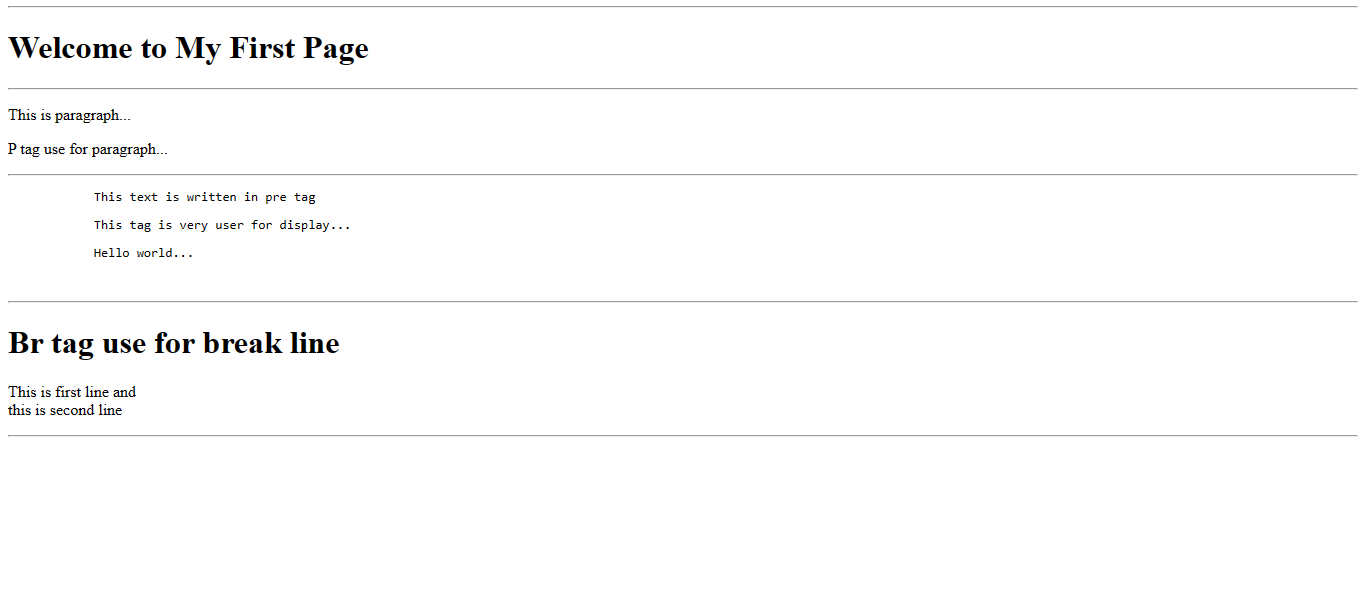 Welcome to My First Page
This is paragraph...
P tag use for paragraph...
This text is written in pre tag
This tag is very user for display...
Hello world...
Br tag use for break line
This is first line and
this is second line